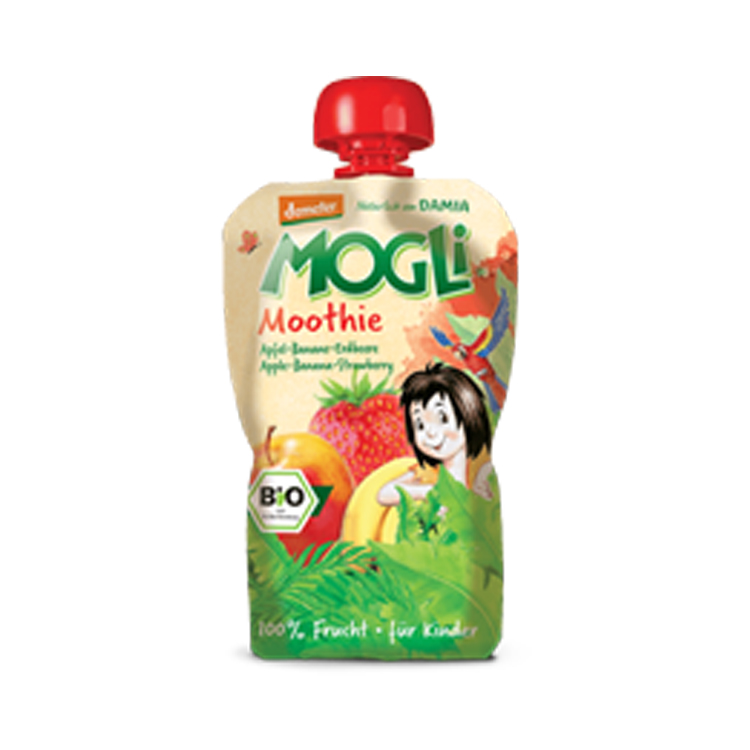 demeter
Natürlich von DAMIA
MOGLi
Moothie
Apfel-Banane-Erdbeere
Apple-Banana-Strawberry
BiO
100% Frucht • für Kinder